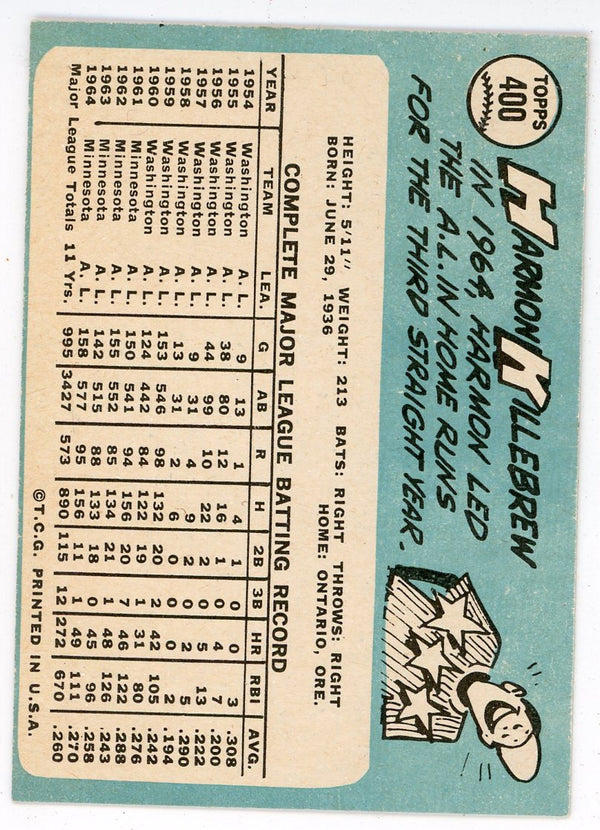 TOPPS
400
HARMON KILLEBREW
IN 1964, HARMON LED
THE A.L. IN HOME RUNS
FOR THE THIRD STRAIGHT YEAR.
HEIGHT: 5'11" WEIGHT: 213 BATS: RIGHT THROWS: RIGHT
BORN: JUNE 29, 1936 HOME: ONTARIO, ORE.
COMPLETE MAJOR LEAGUE BATTING RECORD
YEAR TEAM LEA. G AB R H 2B 3B HR RBI AVG.
1954 Washington A. L. 9 13 1 4 1 0 0 3 .308
1955 Washington A. L. 38 80 12 16 1 0 4 7 .200
1956 Washington A. L. 44 99 10 22 2 0 5 13 .222
1957 Washington A. L. 9 31 4 9 2 0 2 5 .290
1958 Washington A. L. 13 31 2 6 0 0 0 2 .194
1959 Washington A. L. 153 546 98 132 20 2 42 105 .242
1960 Washington A. L. 124 442 84 122 19 1 31 80 .276
1961 Minnesota A. L. 150 541 94 156 20 7 46 122 .288
1962 Minnesota A. L. 155 552 85 134 21 1 48 126 .243
1963 Minnesota A. L. 142 515 88 133 18 0 45 96 .258
1964 Minnesota A. L. 158 577 95 156 11 1 49 111 .270
Major League Totals 11 Yrs. 995 3427 573 890 115 12 272 670 .260
©T.C.G. PRINTED IN U.S.A.